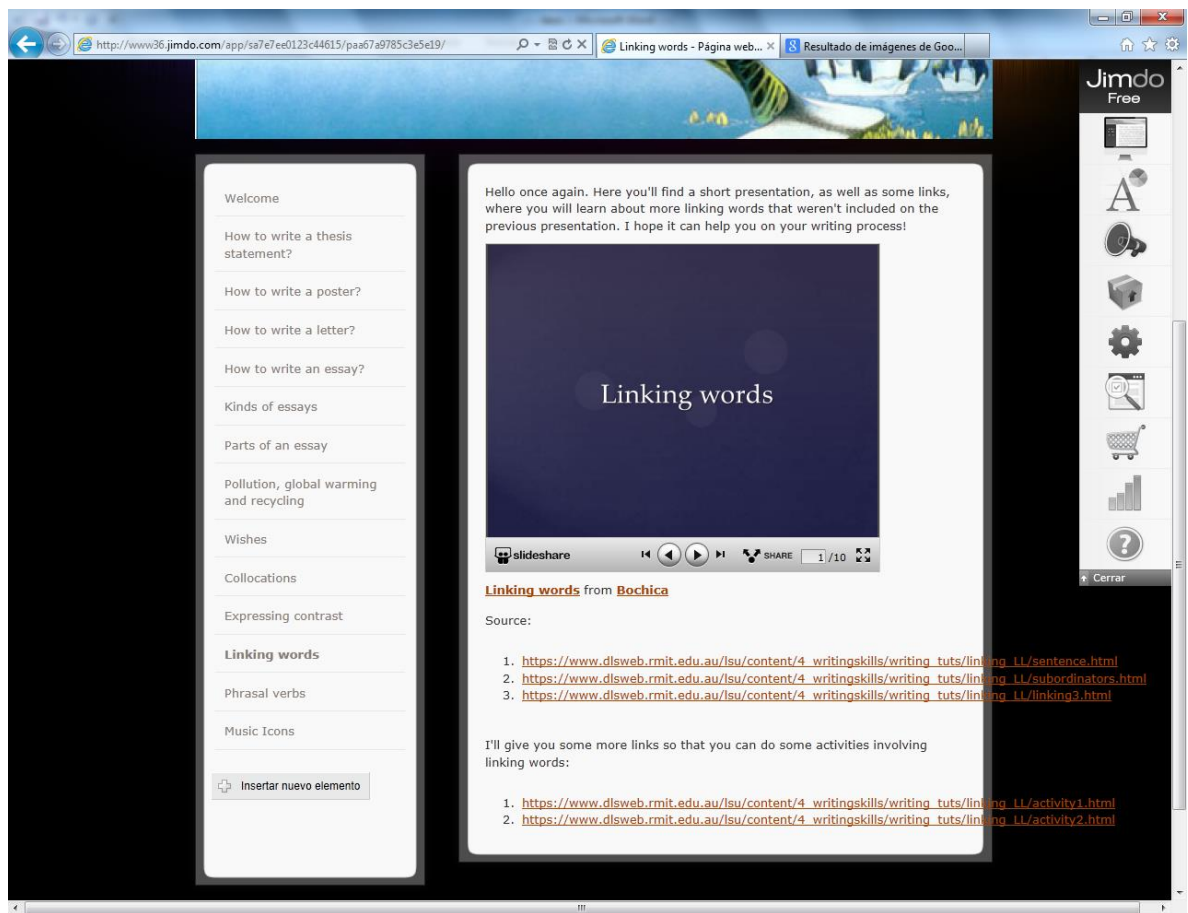 http://www36.jimdo.com/app/sa7e7ee0123c44615/paa67a9785c3e5e19/
Linking words - Página web...
Resultado de imágenes de Goo...
Jimdo
Free
Welcome
How to write a thesis
statement?
How to write a poster?
How to write a letter?
How to write an essay?
Kinds of essays
Parts of an essay
Pollution, global warming
and recycling
Wishes
Collocations
Expressing contrast
Linking words
Phrasal verbs
Music Icons
Insertar nuevo elemento
Hello once again. Here you'll find a short presentation, as well as some links,
where you will learn about more linking words that weren't included on the
previous presentation. I hope it can help you on your writing process!
Linking words
slideshare
SHARE 1 /10
Linking words from Bochica
Source:
1. https://www.dlsweb.rmit.edu.au/lsu/content/4_writingskills/writing_tuts/linking_LL/sentence.html
2. https://www.dlsweb.rmit.edu.au/lsu/content/4_writingskills/writing_tuts/linking_LL/subordinators.html
3. https://www.dlsweb.rmit.edu.au/lsu/content/4_writingskills/writing_tuts/linking_LL/linking3.html
I'll give you some more links so that you can do some activities involving
linking words:
1. https://www.dlsweb.rmit.edu.au/lsu/content/4_writingskills/writing_tuts/linking_LL/activity1.html
2. https://www.dlsweb.rmit.edu.au/lsu/content/4_writingskills/writing_tuts/linking_LL/activity2.html
Cerrar